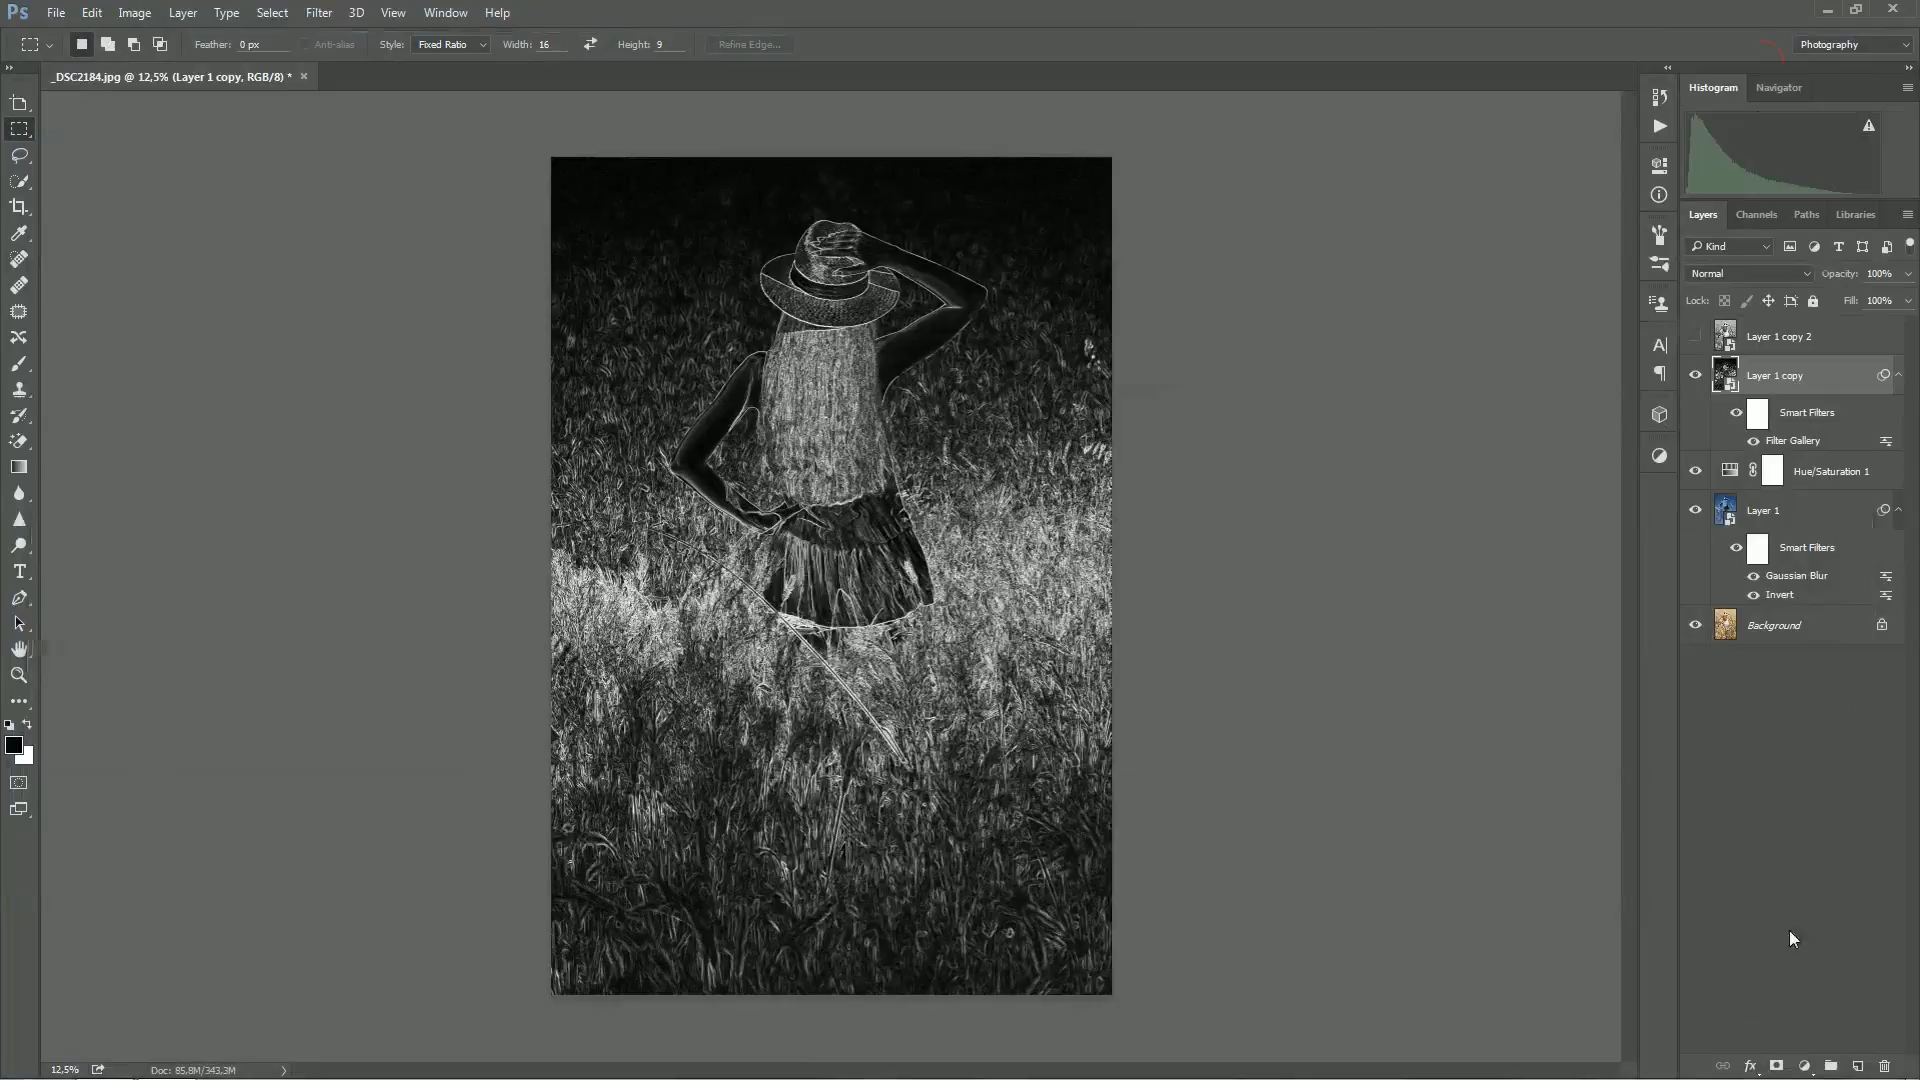 Ps File Edit Image Layer Type Select Filter 3D View Window Help
Feather: 0 px Anti-alias Style: Fixed Ratio Width: 16 Height: 9 Refine Edge... Photography
_DSC2184.jpg @ 12,5% (Layer 1 copy, RGB/8) * ×
Histogram Navigator
Layers Channels Paths Libraries
Kind
Normal Opacity: 100%
Lock: Fill: 100%
Layer 1 copy 2
Layer 1 copy
Smart Filters
Filter Gallery
Hue/Saturation 1
Layer 1
Smart Filters
Gaussian Blur
Invert
Background
12,5% Doc: 85,8M/343,3M